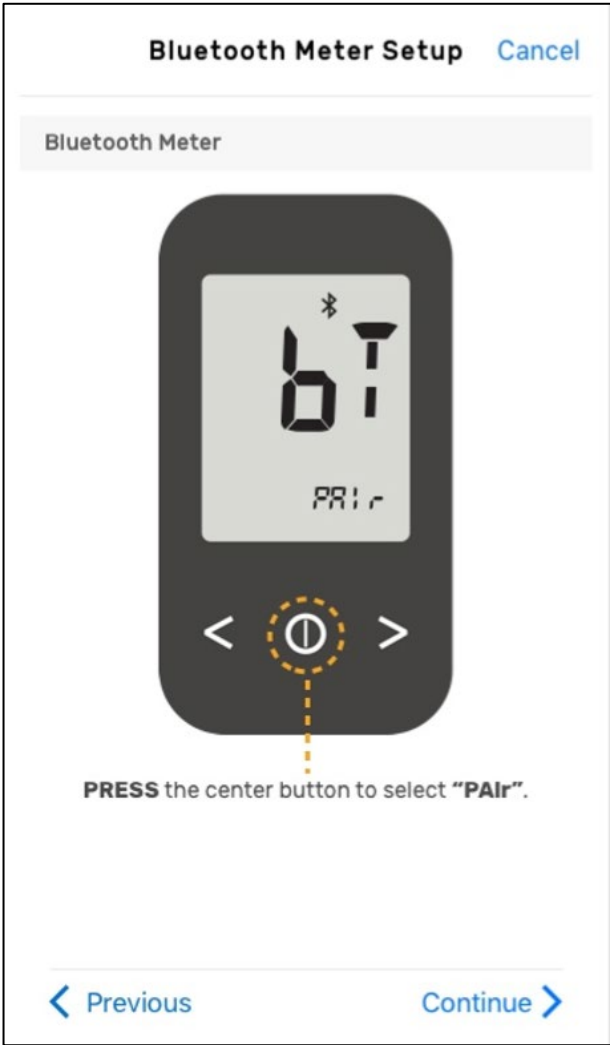 Bluetooth Meter Setup Cancel
Bluetooth Meter
bT
PAIr
< >
PRESS the center button to select “PAIr”.
Previous Continue